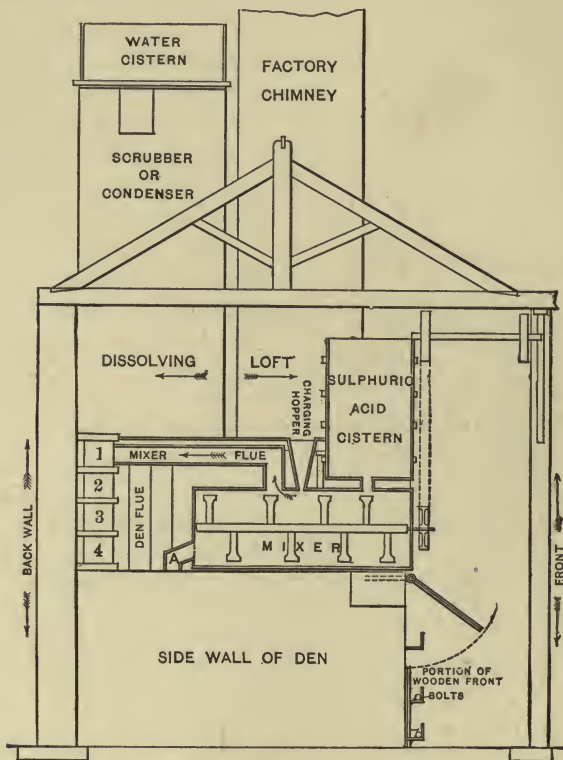 WATER
CISTERN
FACTORY
CHIMNEY
SCRUBBER
OR
CONDENSER
DISSOLVING
LOFT
CHARGING
HOPPER
SULPHURIC
ACID
CISTERN
1
MIXER
FLUE
2
3
4
DEN FLUE
A
MIXER
BACK WALL
FRONT
SIDE WALL OF DEN
PORTION OF
WOODEN FRONT
BOLTS